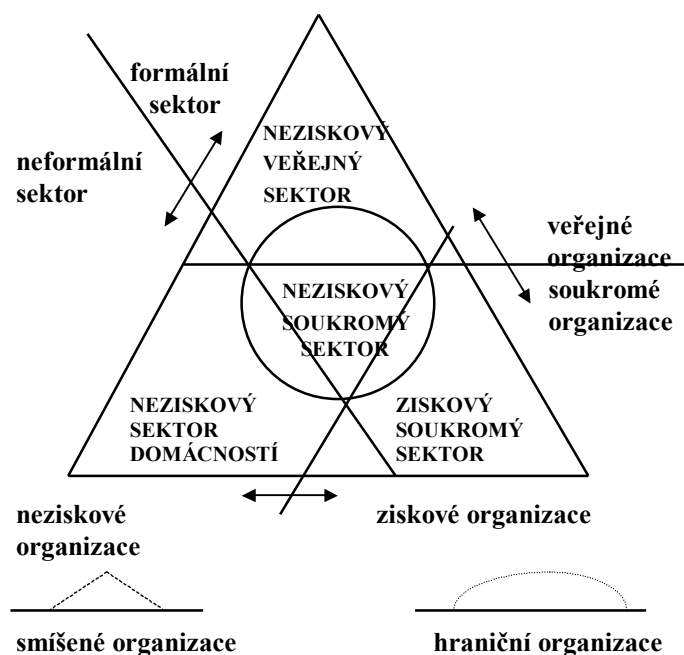 formální
sektor
neformální
sektor
NEZISKOVÝ
VEŘEJNÝ
SEKTOR
veřejné
organizace
soukromé
organizace
NEZISKOVÝ
SOUKROMÝ
SEKTOR
NEZISKOVÝ
SEKTOR
DOMÁCNOSTÍ
ZISKOVÝ
SOUKROMÝ
SEKTOR
neziskové
organizace
ziskové organizace
smíšené organizace
hraniční organizace